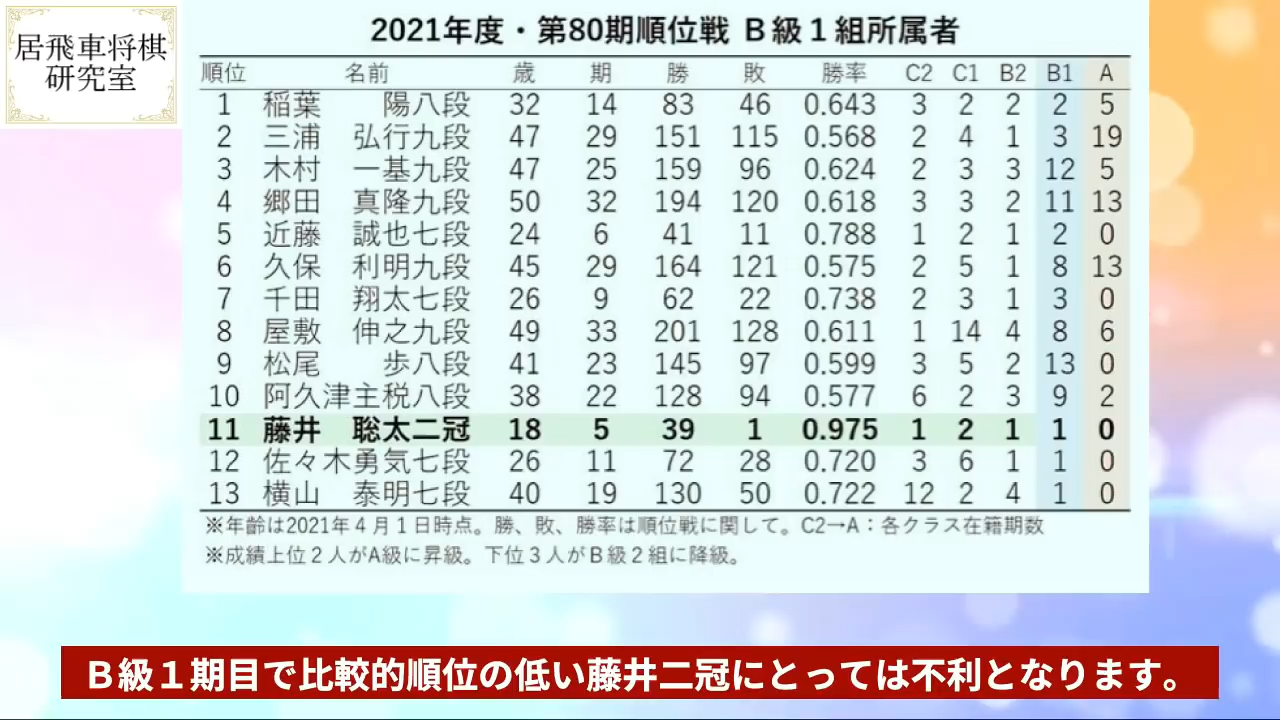 居飛車将棋
研究室
2021年度・第80期順位戦 Ｂ級１組所属者
順位 名前 歳 期 勝 敗 勝率 C2 C1 B2 B1 A
1 稲葉 陽八段 32 14 83 46 0.643 3 2 2 2 5
2 三浦 弘行九段 47 29 151 115 0.568 2 4 1 3 19
3 木村 一基九段 47 25 159 96 0.624 2 3 3 12 5
4 郷田 真隆九段 50 32 194 120 0.618 3 3 2 11 13
5 近藤 誠也七段 24 6 41 11 0.788 1 2 1 2 0
6 久保 利明九段 45 29 164 121 0.575 2 5 1 8 13
7 千田 翔太七段 26 9 62 22 0.738 2 3 1 3 0
8 屋敷 伸之九段 49 33 201 128 0.611 1 14 4 8 6
9 松尾 歩八段 41 23 145 97 0.599 3 5 2 13 0
10 阿久津主税八段 38 22 128 94 0.577 6 2 3 9 2
11 藤井 聡太二冠 18 5 39 1 0.975 1 2 1 1 0
12 佐々木勇気七段 26 11 72 28 0.720 3 6 1 1 0
13 横山 泰明七段 40 19 130 50 0.722 12 2 4 1 0
※年齢は2021年４月１日時点。勝、敗、勝率は順位戦に関して。C2→A：各クラス在籍期数
※成績上位２人がA級に昇級。下位３人がＢ級２組に降級。
Ｂ級１期目で比較的順位の低い藤井二冠にとっては不利となります。